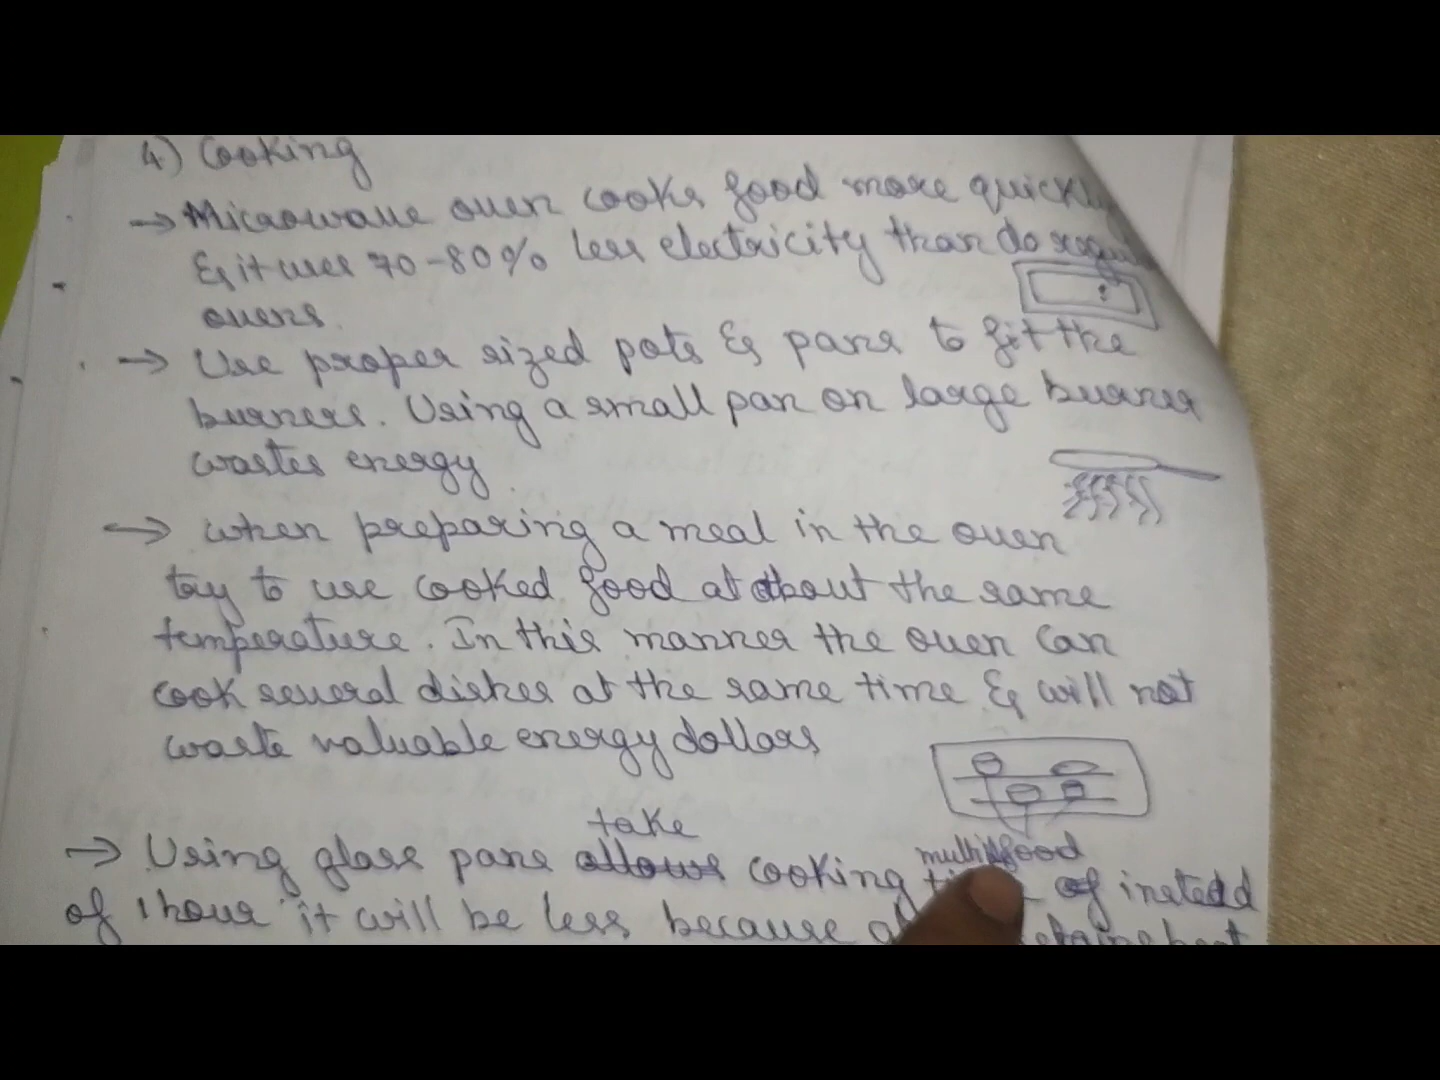 4) Cooking
→ Microwave oven cooks food more quickly
& it uses 70-80% less electricity than do
ovens.
→ Use proper sized pots & pans to fit the
burners. Using a small pan on large burner
wastes energy
→ When preparing a meal in the oven
try to use cooked food at about the same
temperature. In this manner the oven can
cook several dishes at the same time & will not
waste valuable energy dollars
take
multi food
→ Using glass pans allows cooking of instedd
of 1 hour it will be less because